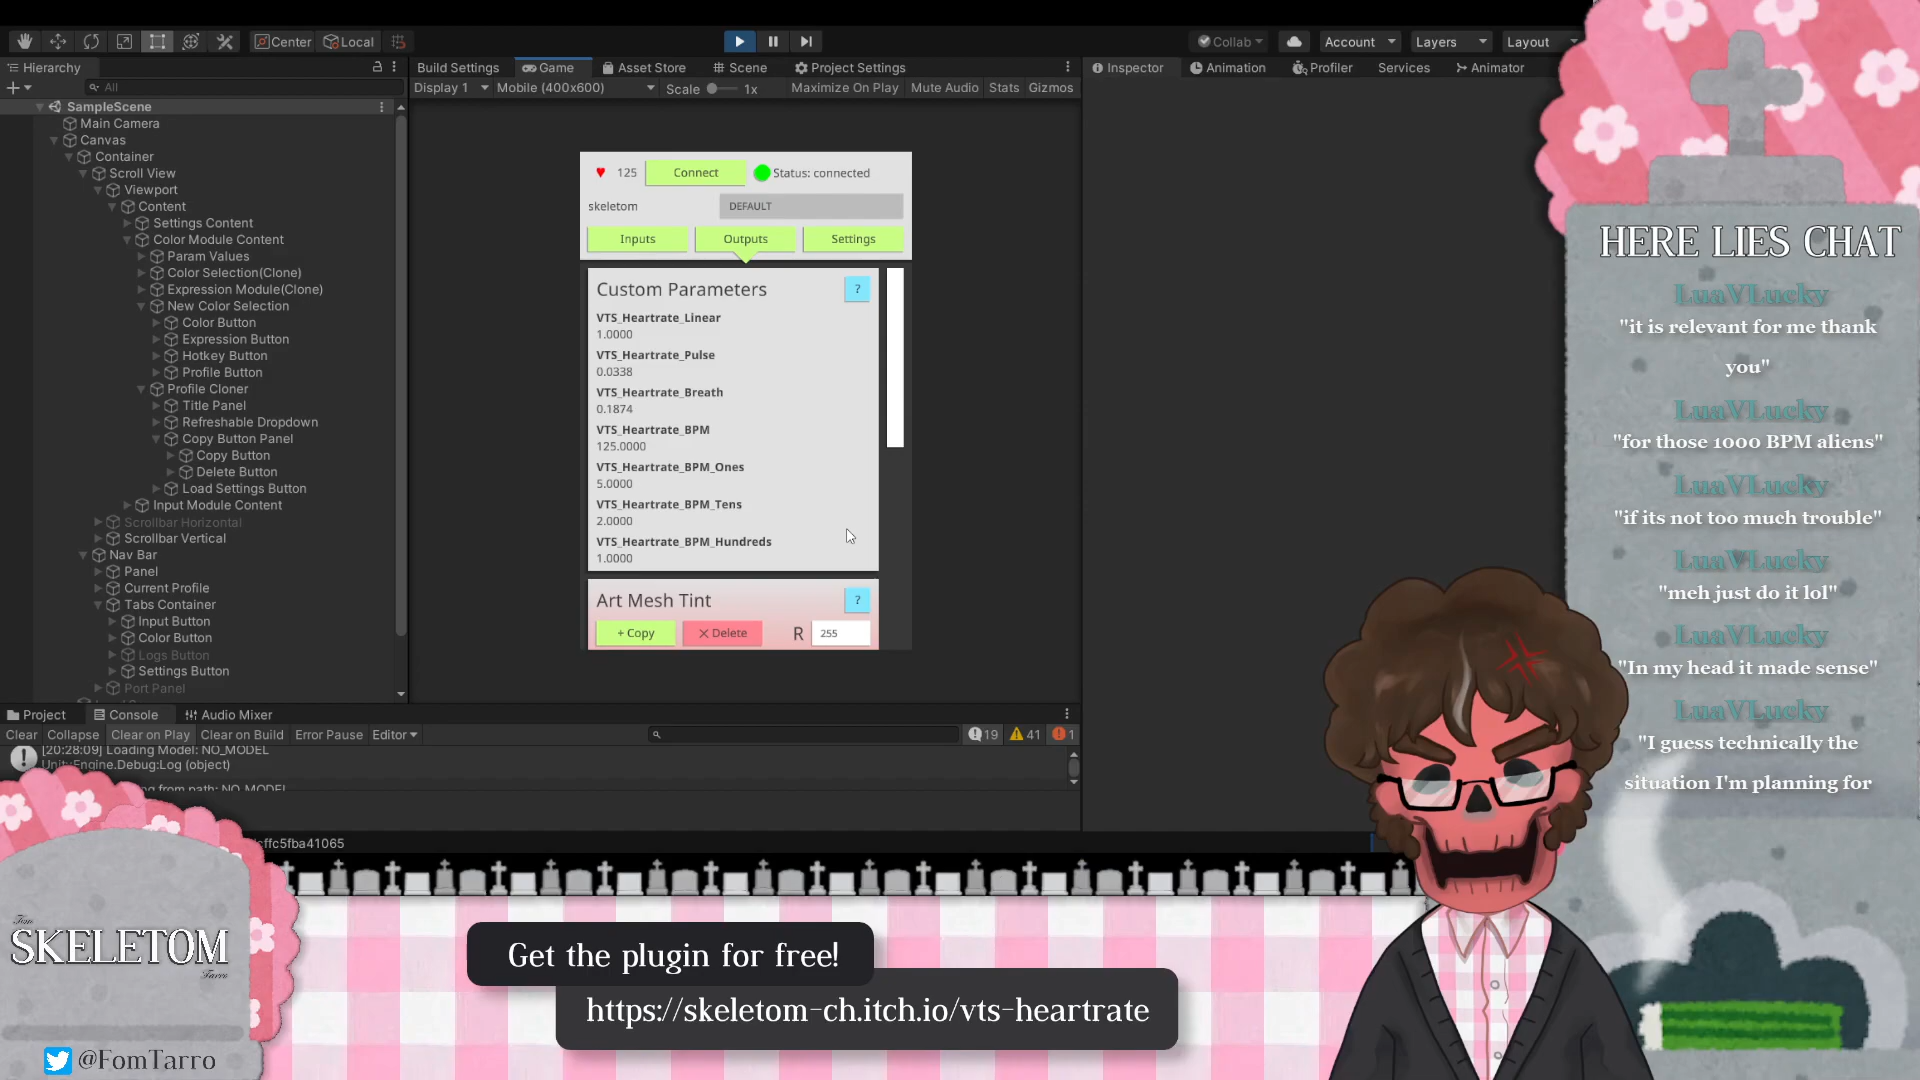 Center
Local
Collab
Account
Layers
Layout
Hierarchy
All
SampleScene
Main Camera
Canvas
Container
Scroll View
Viewport
Content
Settings Content
Color Module Content
Param Values
Color Selection(Clone)
Expression Module(Clone)
New Color Selection
Color Button
Expression Button
Hotkey Button
Profile Button
Profile Cloner
Title Panel
Refreshable Dropdown
Copy Button Panel
Copy Button
Delete Button
Load Settings Button
Input Module Content
Scrollbar Horizontal
Scrollbar Vertical
Nav Bar
Panel
Current Profile
Tabs Container
Input Button
Color Button
Logs Button
Settings Button
Port Panel
Build Settings
Game
Asset Store
Scene
Project Settings
Display 1
Mobile (400x600)
Scale
1x
Maximize On Play
Mute Audio
Stats
Gizmos
125
Connect
Status: connected
skeletom
DEFAULT
Inputs
Outputs
Settings
Custom Parameters
?
VTS_Heartrate_Linear
1.0000
VTS_Heartrate_Pulse
0.0338
VTS_Heartrate_Breath
0.1874
VTS_Heartrate_BPM
125.0000
VTS_Heartrate_BPM_Ones
5.0000
VTS_Heartrate_BPM_Tens
2.0000
VTS_Heartrate_BPM_Hundreds
1.0000
Art Mesh Tint
?
+ Copy
X Delete
R
255
Inspector
Animation
Profiler
Services
Animator
Project
Console
Audio Mixer
Clear
Collapse
Clear on Play
Clear on Build
Error Pause
Editor
19
41
1
[20:28:09] Loading Model: NO_MODEL
UnityEngine.Debug:Log (object)
from path: NO_MODEL
ffc5fba41065
HERE LIES CHAT
LuaVLucky
"it is relevant for me thank
you"
LuaVLucky
"for those 1000 BPM aliens"
LuaVLucky
"if its not too much trouble"
LuaVLucky
"meh just do it lol"
LuaVLucky
"In my head it made sense"
LuaVLucky
"I guess technically the
situation I'm planning for
Tom
SKELETOM
Tarro
@FomTarro
Get the plugin for free!
https://skeletom-ch.itch.io/vts-heartrate